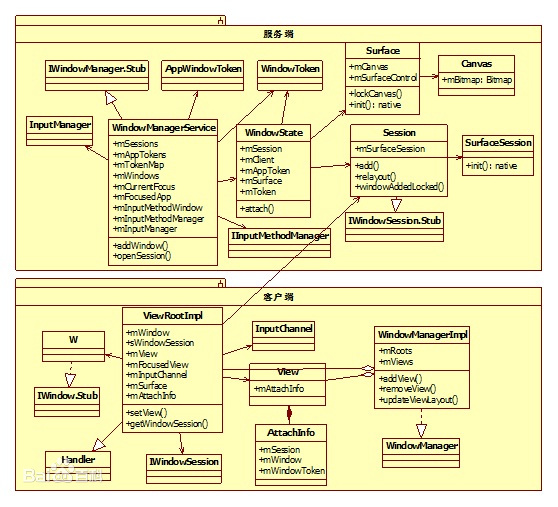 服务端
IWindowManager.Stub
AppWindowToken
WindowToken
Surface
+mCanvas
+mSurfaceControl
+lockCanvas()
+init(): native
Canvas
+mBitmap: Bitmap
InputManager
WindowManagerService
+mSessions
+mAppTokens
+mTokenMap
+mWindows
+mCurrentFocus
+mFocusedApp
+mInputMethodWindow
+mInputMethodManager
+mInputManager
+addWindow()
+openSession()
WindowState
+mSession
+mClient
+mAppToken
+mSurface
+mToken
+attach()
Session
+mSurfaceSession
+add()
+relayout()
+windowAddedLocked()
SurfaceSession
+init(): native
IInputMethodManager
IWindowSession.Stub
客户端
ViewRootImpl
+mWindow
+sWindowSession
+mView
+mFocusedView
+mInputChannel
+mSurface
+mAttachInfo
+setView()
+getWindowSession()
InputChannel
WindowManagerImpl
+mRoots
+mViews
+addView()
+removeView()
+updateViewLayout()
W
View
+mAttachInfo
IWindow.Stub
AttachInfo
+mSession
+mWindow
+mWindowToken
Handler
IWindowSession
WindowManager
Bai百科